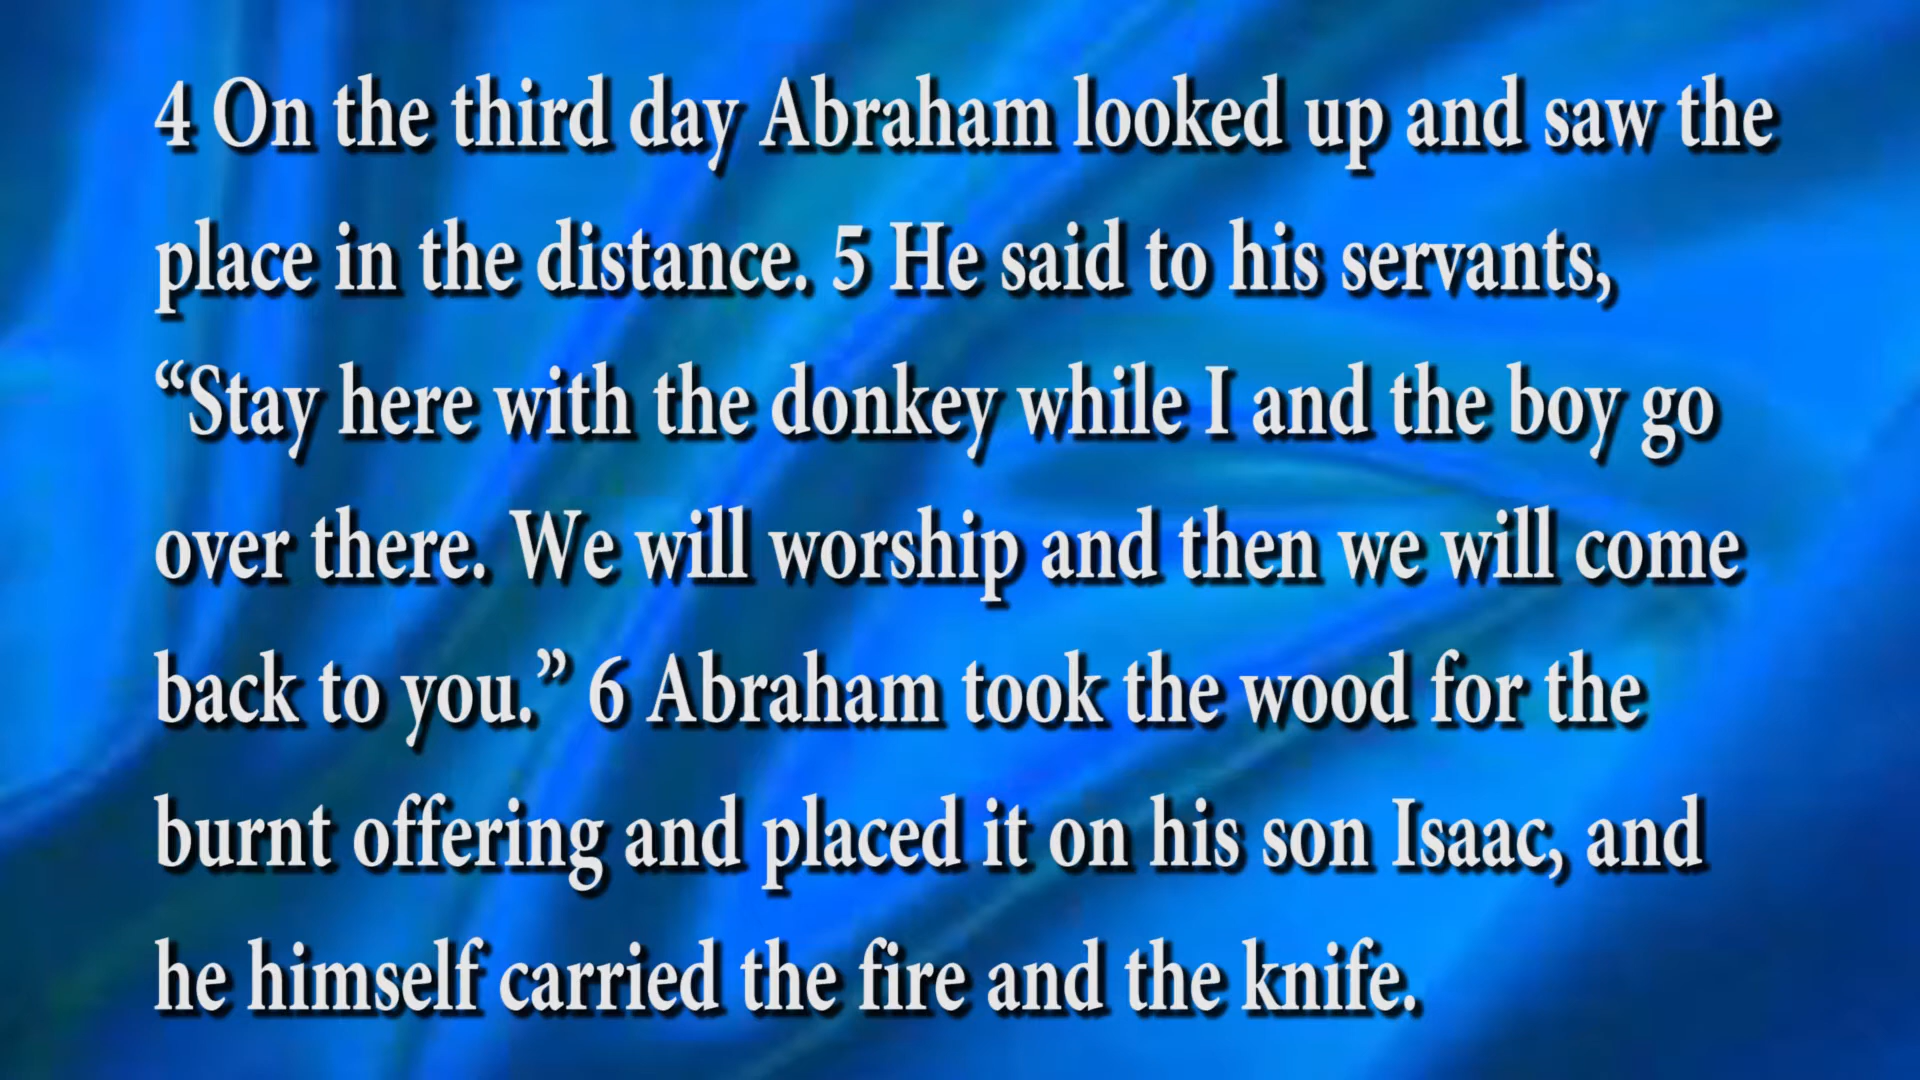 4 On the third day Abraham looked up and saw the
place in the distance. 5 He said to his servants,
“Stay here with the donkey while I and the boy go
over there. We will worship and then we will come
back to you.” 6 Abraham took the wood for the
burnt offering and placed it on his son Isaac, and
he himself carried the fire and the knife.